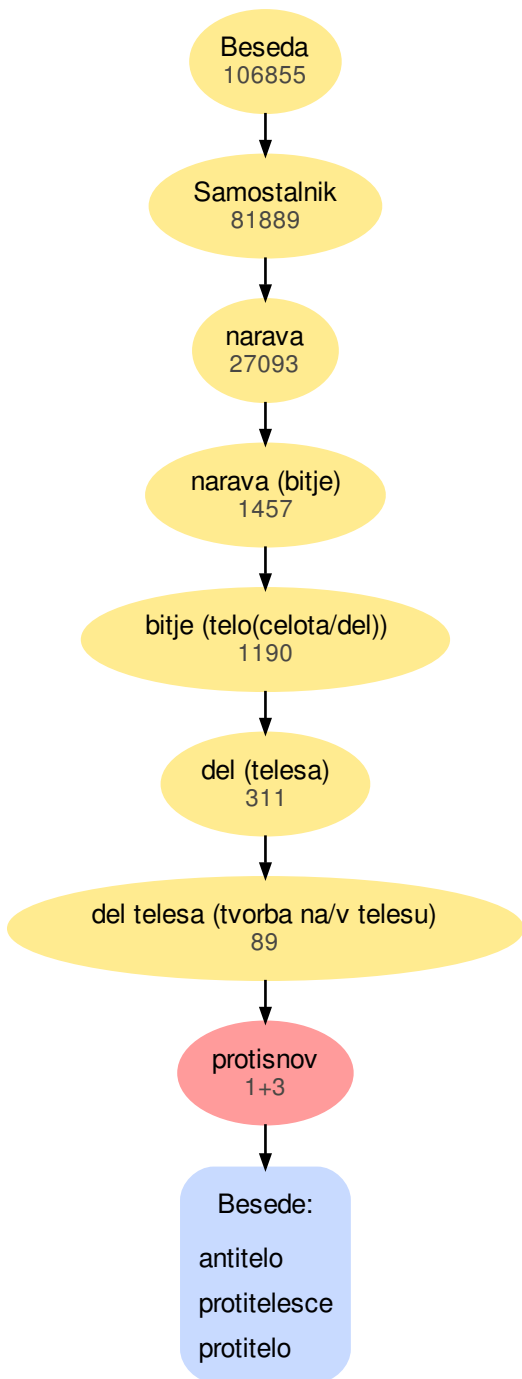 Beseda
106855
Samostalnik
81889
narava
27093
narava (bitje)
1457
bitje (telo(celota/del))
1190
del (telesa)
311
del telesa (tvorba na/v telesu)
89
protisnov
1+3
Besede:
antitelo
protitelesce
protitelo